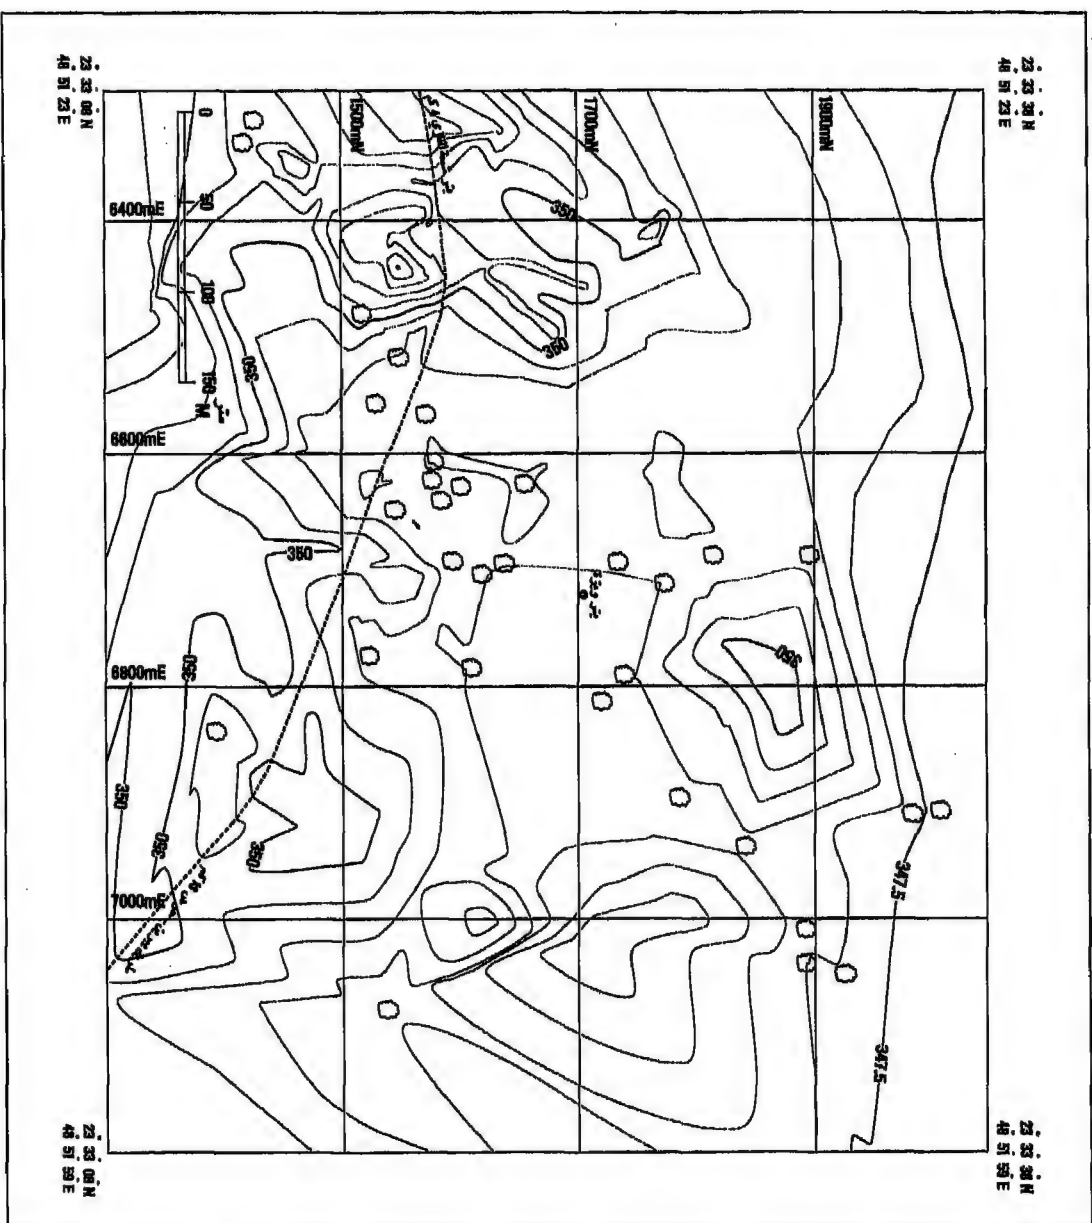 23° 33' 08" N
48° 51' 23" E
23° 33' 38" N
48° 51' 23" E
1500mN
1700mN
1900mN
0
50
100
150 M
متر
6400mE
6600mE
6800mE
7000mE
350
350
350
350
350
350
350
350
350
347.5
347.5
23° 33' 08" N
48° 51' 59" E
23° 33' 38" N
48° 51' 59" E